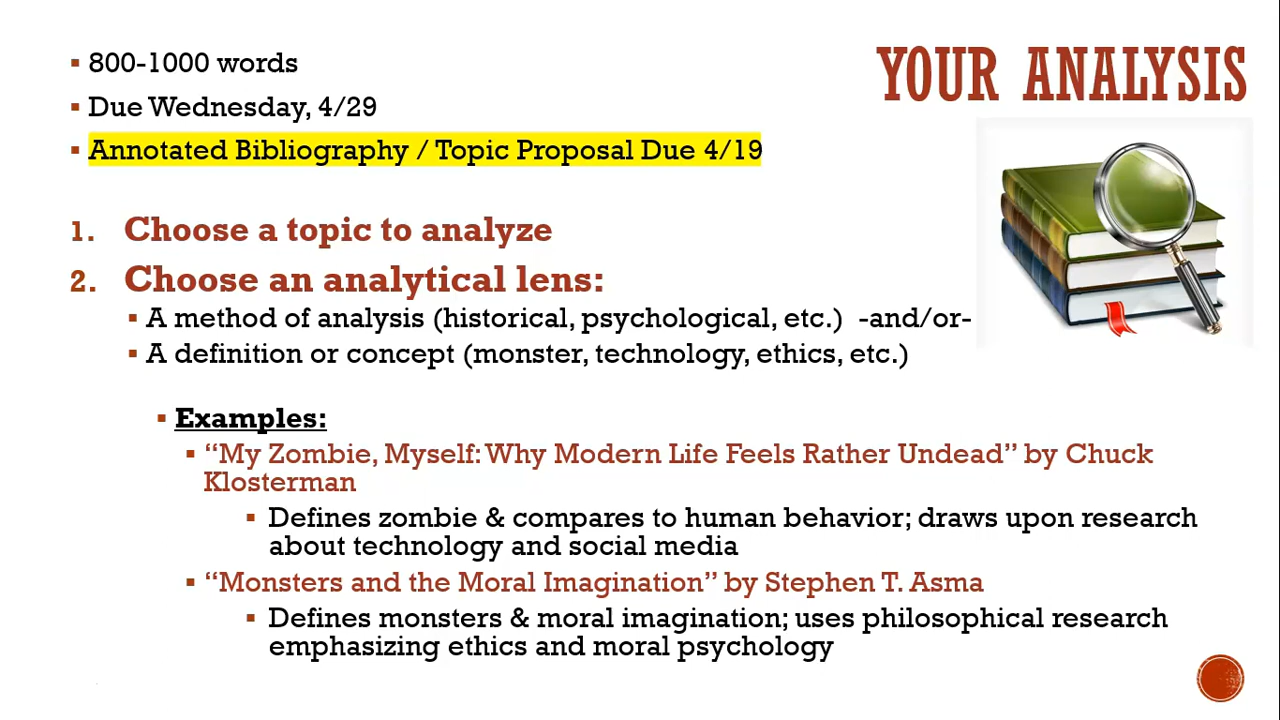 YOUR ANALYSIS
▪ 800-1000 words
▪ Due Wednesday, 4/29
▪ Annotated Bibliography / Topic Proposal Due 4/19
1. Choose a topic to analyze
2. Choose an analytical lens:
▪ A method of analysis (historical, psychological, etc.) -and/or-
▪ A definition or concept (monster, technology, ethics, etc.)
▪ Examples:
▪ “My Zombie, Myself: Why Modern Life Feels Rather Undead” by Chuck
Klosterman
▪ Defines zombie & compares to human behavior; draws upon research
about technology and social media
▪ “Monsters and the Moral Imagination” by Stephen T. Asma
▪ Defines monsters & moral imagination; uses philosophical research
emphasizing ethics and moral psychology